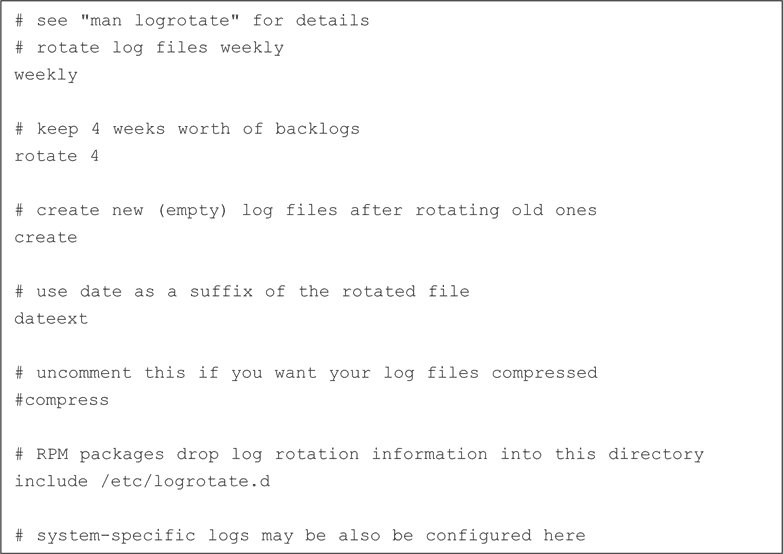 # see "man logrotate" for details
# rotate log files weekly
weekly
# keep 4 weeks worth of backlogs
rotate 4
# create new (empty) log files after rotating old ones
create
# use date as a suffix of the rotated file
dateext
# uncomment this if you want your log files compressed
#compress
# RPM packages drop log rotation information into this directory
include /etc/logrotate.d
# system-specific logs may be also be configured here